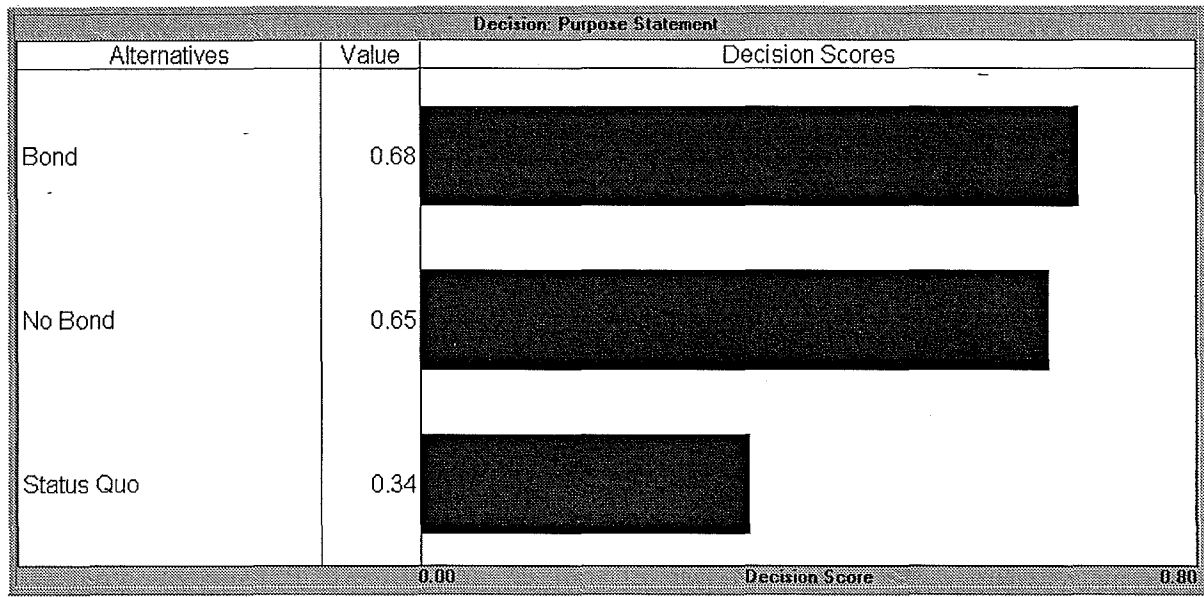 Decision: Purpose Statement
Alternatives Value Decision Scores
Bond 0.68
No Bond 0.65
Status Quo 0.34
0.00 Decision Score 0.80